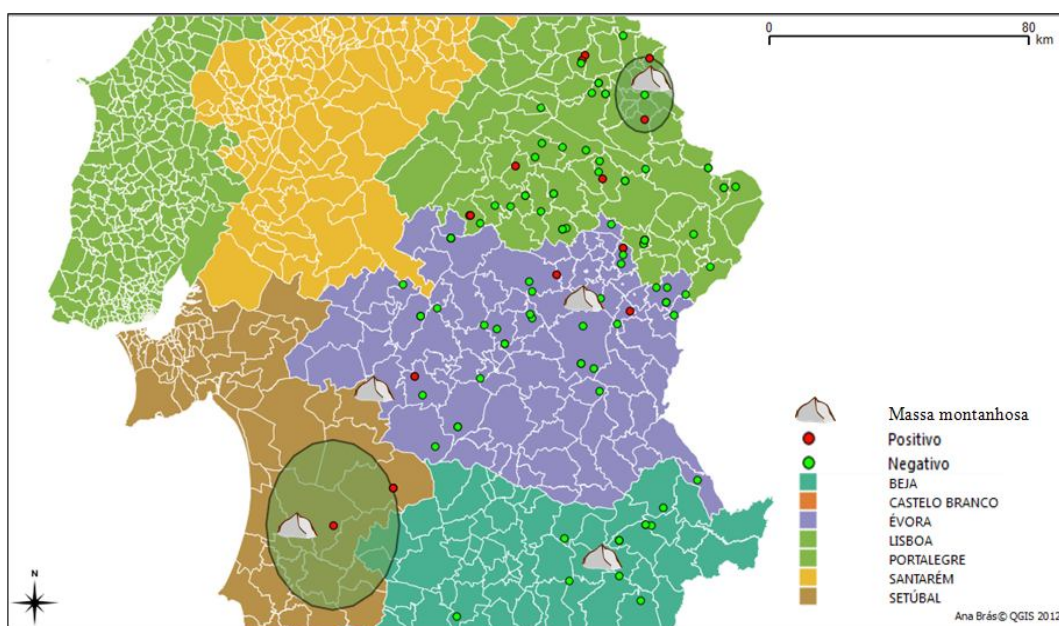 0 80
km
Massa montanhosa
Positivo
Negativo
BEJA
CASTELO BRANCO
ÉVORA
LISBOA
PORTALEGRE
SANTARÉM
SETÚBAL
N
Ana Brás© QGIS 2012